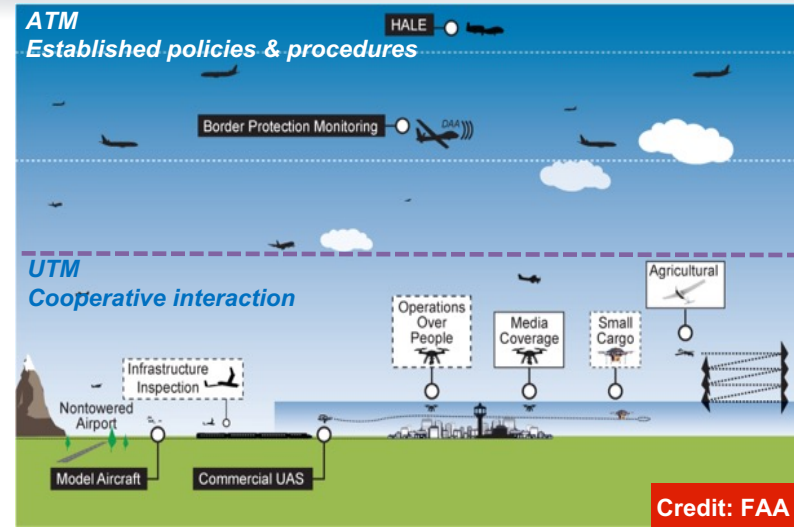 ATM
Established policies & procedures
HALE
Border Protection Monitoring
DAA
UTM
Cooperative interaction
Agricultural
Operations
Over
People
Media
Coverage
Small
Cargo
Infrastructure
Inspection
Nontowered
Airport
Model Aircraft
Commercial UAS
Credit: FAA